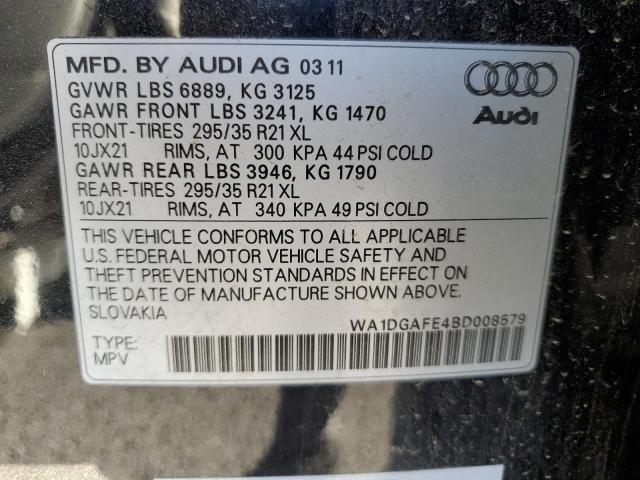 MFD. BY AUDI AG 03 11
GVWR LBS 6889, KG 3125
GAWR FRONT LBS 3241, KG 1470
FRONT-TIRES 295/35 R21 XL
10JX21 RIMS, AT 300 KPA 44 PSI COLD
GAWR REAR LBS 3946, KG 1790
REAR-TIRES 295/35 R21 XL
10JX21 RIMS, AT 340 KPA 49 PSI COLD
Audi
THIS VEHICLE CONFORMS TO ALL APPLICABLE
U.S. FEDERAL MOTOR VEHICLE SAFETY AND
THEFT PREVENTION STANDARDS IN EFFECT ON
THE DATE OF MANUFACTURE SHOWN ABOVE.
SLOVAKIA
WA1DGAFE4BD008579
TYPE:
MPV